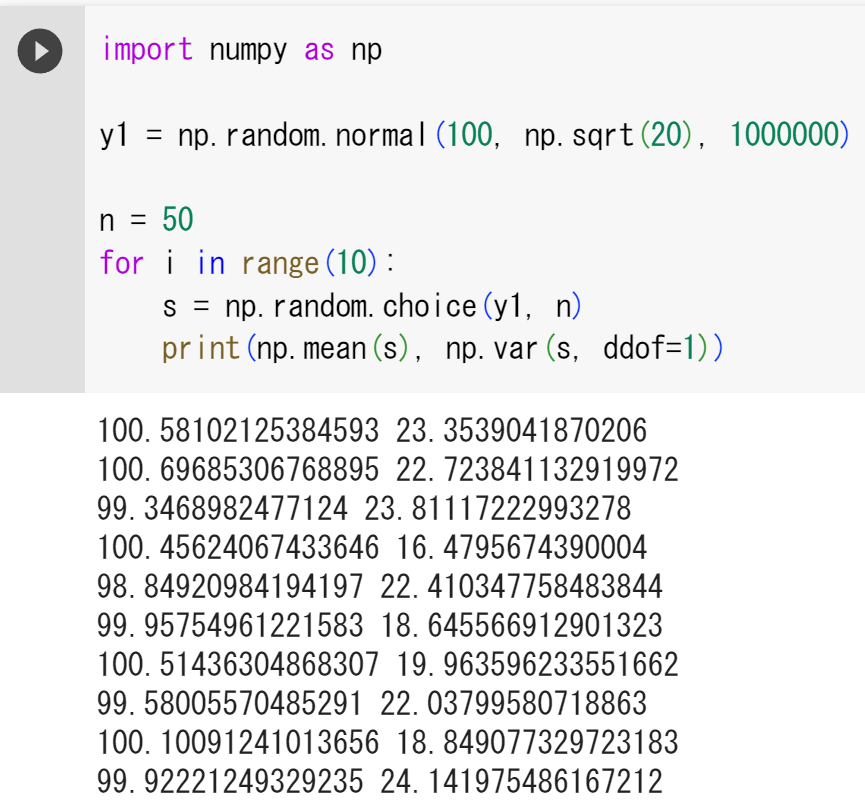 import numpy as np
y1 = np.random.normal(100, np.sqrt(20), 1000000)
n = 50
for i in range(10):
    s = np.random.choice(y1, n)
    print(np.mean(s), np.var(s, ddof=1))
100.58102125384593 23.3539041870206
100.69685306768895 22.723841132919972
99.3468982477124 23.81117222993278
100.45624067433646 16.4795674390004
98.84920984194197 22.410347758483844
99.95754961221583 18.645566912901323
100.51436304868307 19.963596233551662
99.58005570485291 22.03799580718863
100.10091241013656 18.849077329723183
99.92221249329235 24.141975486167212